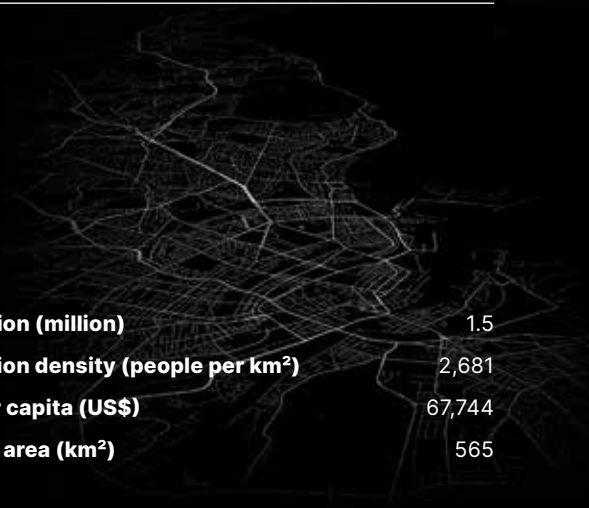 ion (million) 1.5
ion density (people per km²) 2,681
capita (US$) 67,744
area (km²) 565